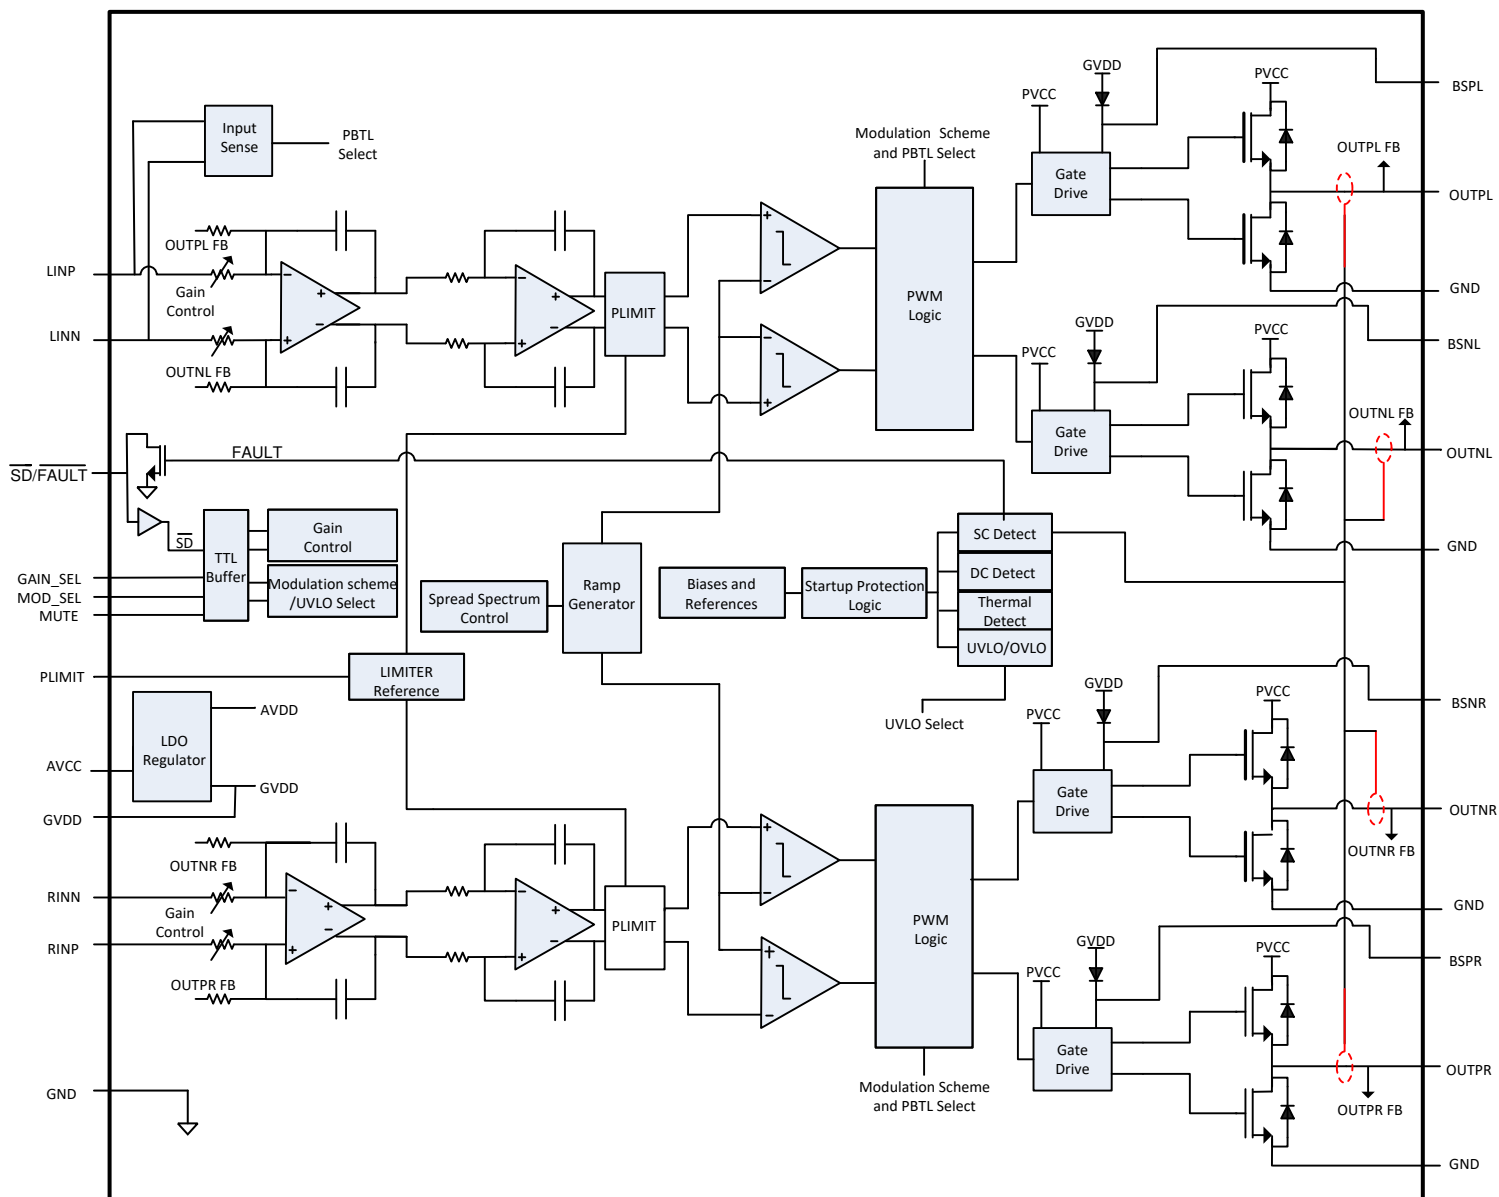 GVDD
BSPL
PVCC
PVCC
Input
Sense
PBTL
Select
Modulation Scheme
and PBTL Select
OUTPL FB
Gate
Drive
OUTPL
OUTPL FB
LINP
Gain
Control
PLIMIT
PWM
Logic
GND
LINN
GVDD
BSNL
PVCC
PVCC
OUTNL FB
OUTNL FB
Gate
Drive
OUTNL
SD/FAULT
FAULT
SD
TTL
Buffer
Gain
Control
SC Detect
GND
GAIN_SEL
MOD_SEL
MUTE
Modulation scheme
/UVLO Select
Spread Spectrum
Control
Ramp
Generator
Biases and
References
Startup Protection
Logic
DC Detect
Thermal
Detect
UVLO/OVLO
PLIMIT
LIMITER
Reference
UVLO Select
GVDD
PVCC
PVCC
BSNR
AVDD
LDO
Regulator
AVCC
GVDD
GVDD
Gate
Drive
OUTNR
OUTNR FB
OUTNR FB
RINN
Gain
Control
RINP
OUTPR FB
PLIMIT
PWM
Logic
GND
GVDD
PVCC
PVCC
BSPR
Gate
Drive
OUTPR
OUTPR FB
Modulation Scheme
and PBTL Select
GND
GND